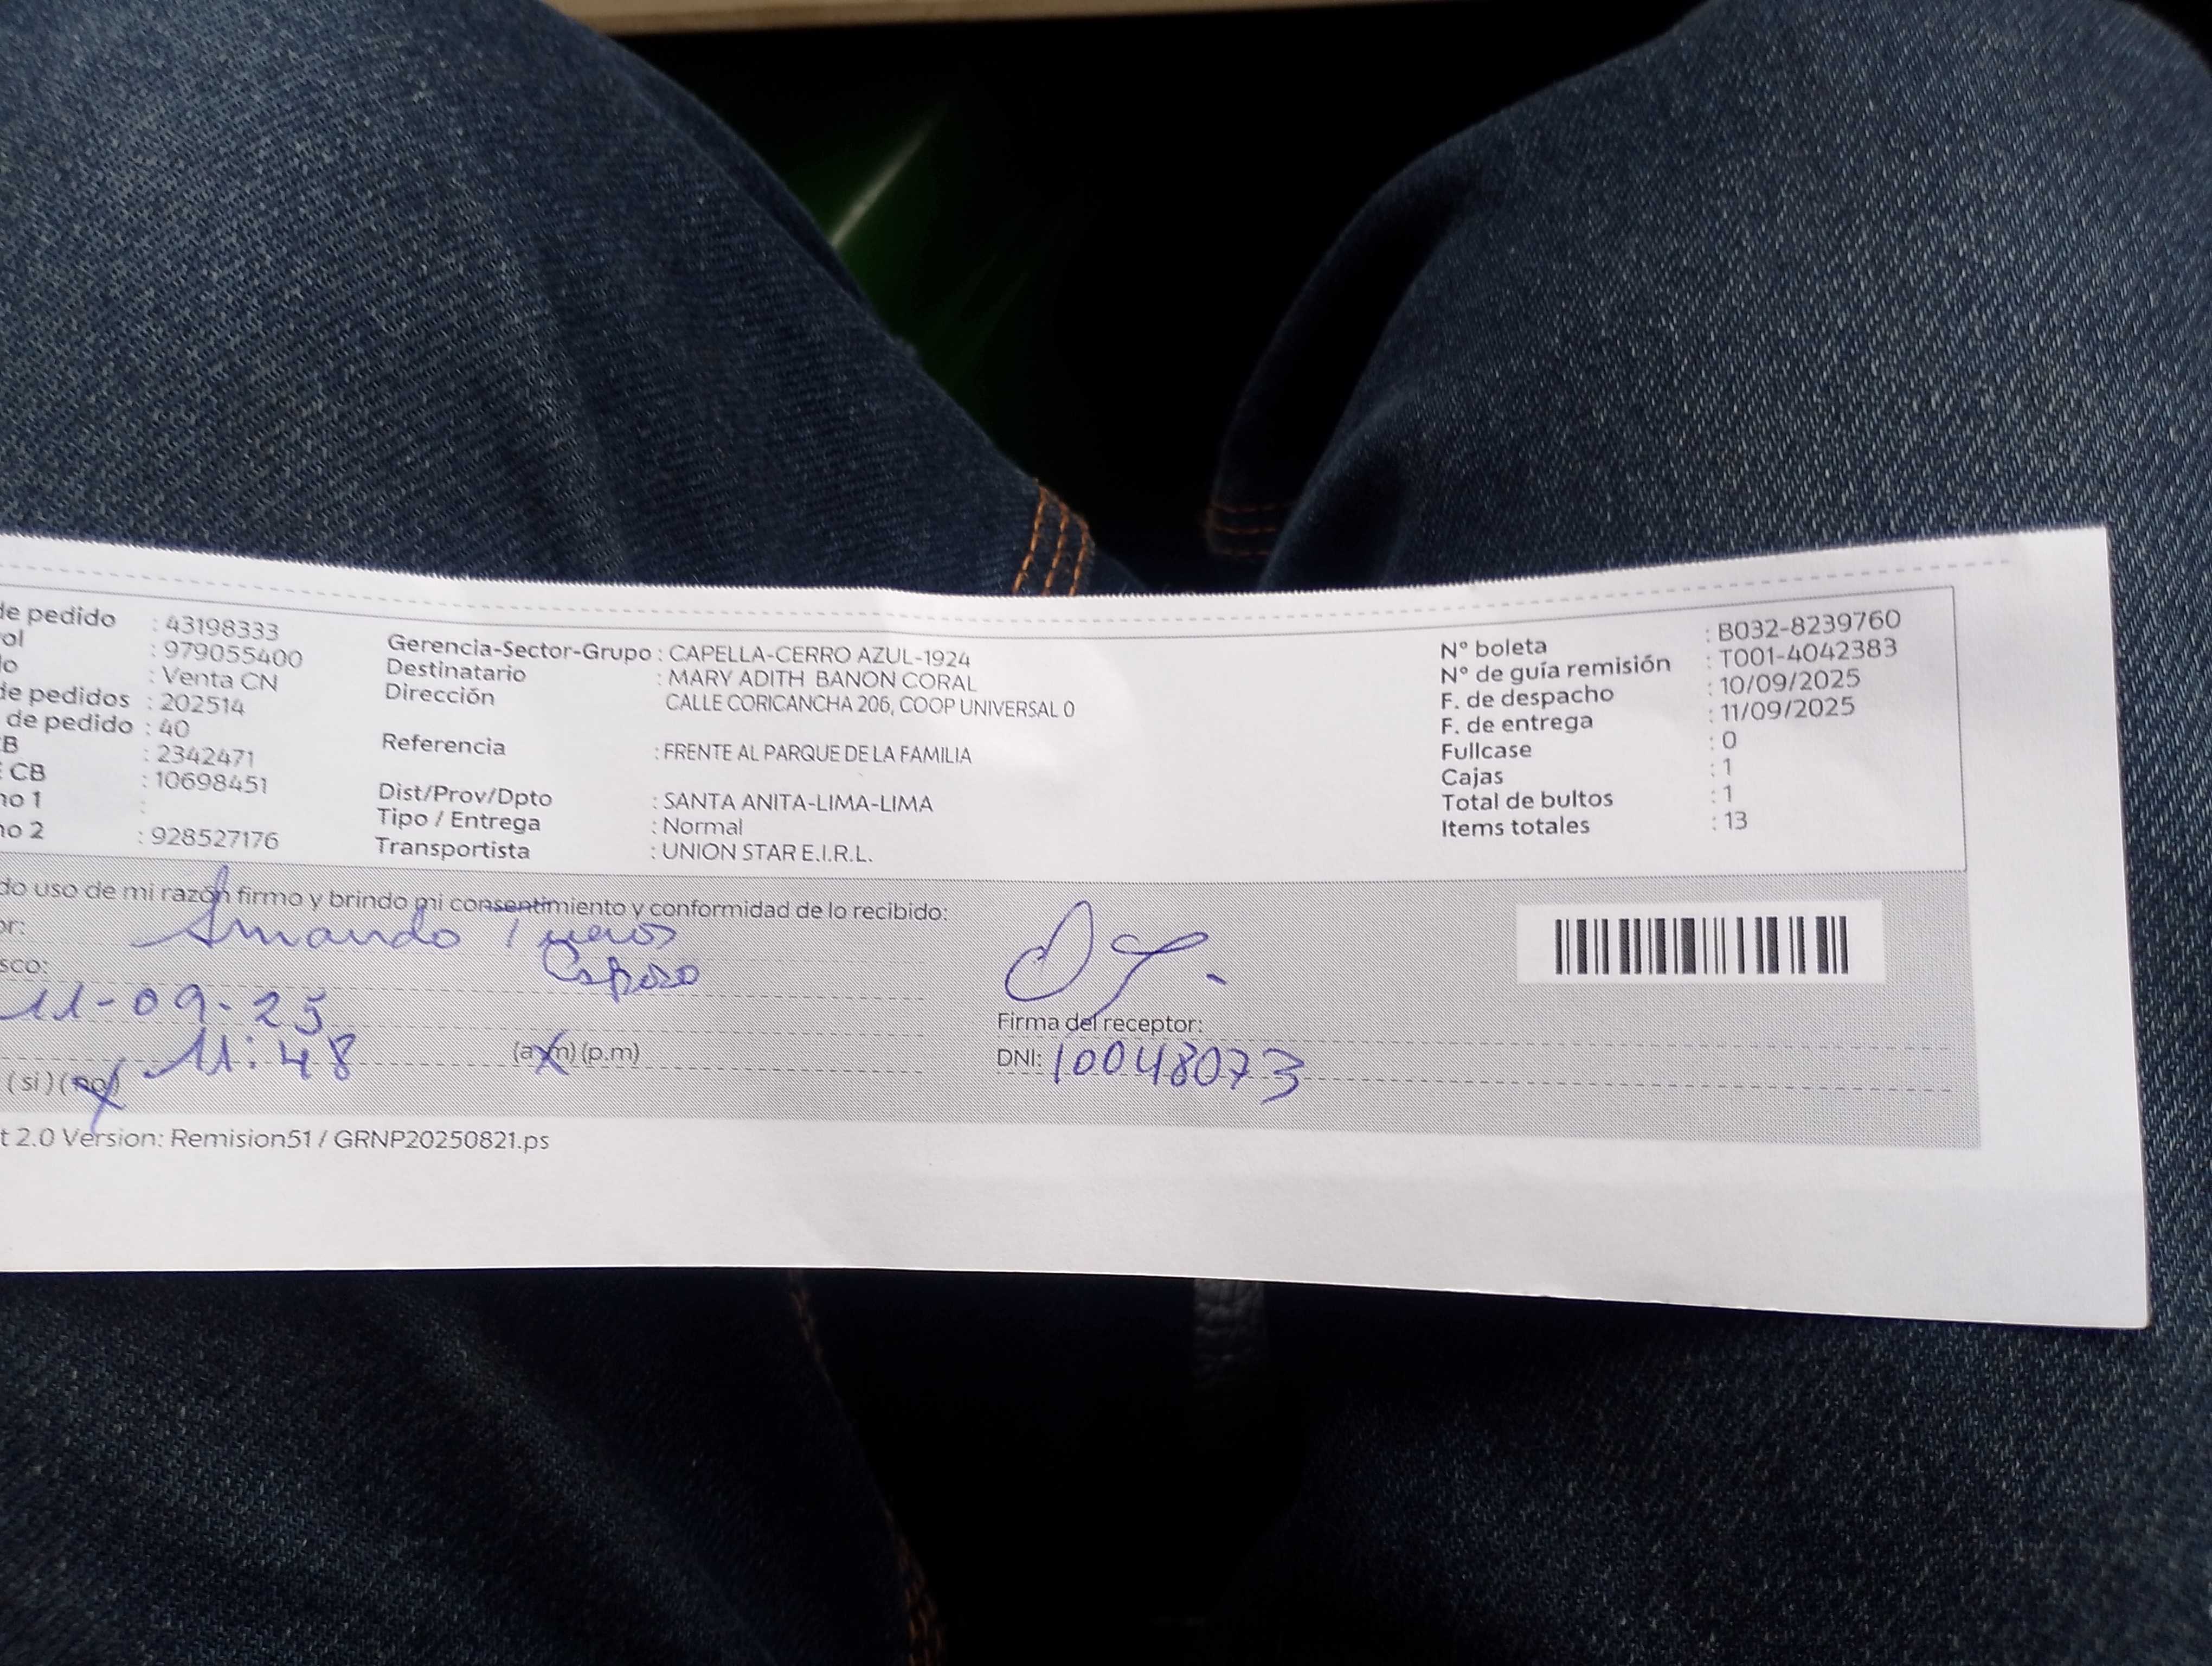 de pedido : 43198333
ol : 979055400
o : Venta CN
de pedidos : 202514
de pedido : 40
CB : 2342471
CB : 10698451
no 1 :
no 2 : 928527176
Gerencia-Sector-Grupo : CAPELLA-CERRO AZUL-1924
Destinatario : MARY ADITH BANON CORAL
Dirección CALLE CORICANCHA 206, COOP UNIVERSAL 0
Referencia : FRENTE AL PARQUE DE LA FAMILIA
Dist/Prov/Dpto : SANTA ANITA-LIMA-LIMA
Tipo / Entrega : Normal
Transportista : UNION STAR E.I.R.L.
N° boleta : B032-8239760
N° de guía remisión : T001-4042383
F. de despacho : 10/09/2025
F. de entrega : 11/09/2025
Fullcase : 0
Cajas : 1
Total de bultos : 1
Items totales : 13
do uso de mi razón firmo y brindo mi consentimiento y conformidad de lo recibido:
or: Amando
Esposo
sco:
11-09-25
11:48 (a.m) (p.m)
(si) (no)
Firma del receptor:
DNI: 10048073
t 2.0 Version: Remision51 / GRNP20250821.ps